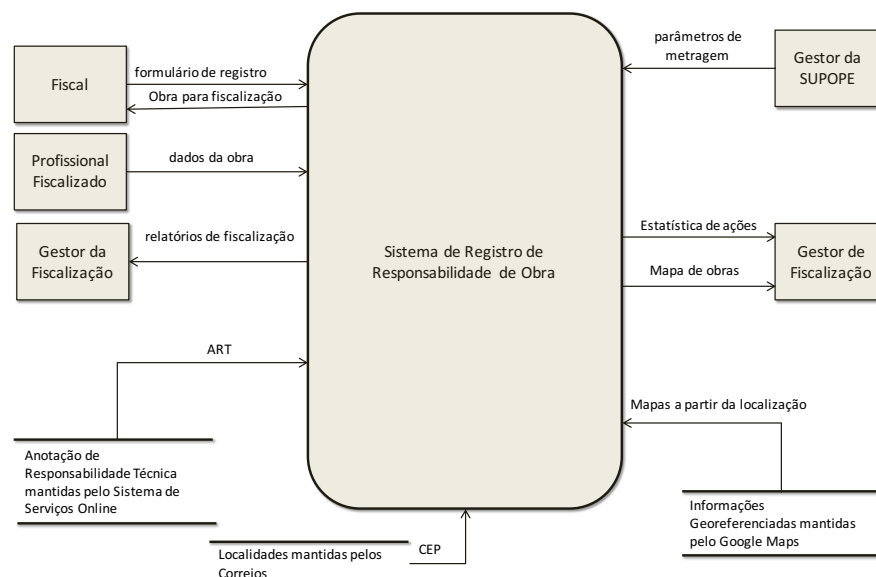 Fiscal
formulário de registro
Obra para fiscalização
Profissional
Fiscalizado
dados da obra
Gestor da
Fiscalização
relatórios de fiscalização
ART
Anotação de
Responsabilidade Técnica
mantidas pelo Sistema de
Serviços Online
Sistema de Registro de
Responsabilidade de Obra
Localidades mantidas pelos
Correios
CEP
parâmetros de
metragem
Gestor da
SUPOPE
Estatística de ações
Mapa de obras
Gestor de
Fiscalização
Mapas a partir da localização
Informações
Georeferenciadas mantidas
pelo Google Maps